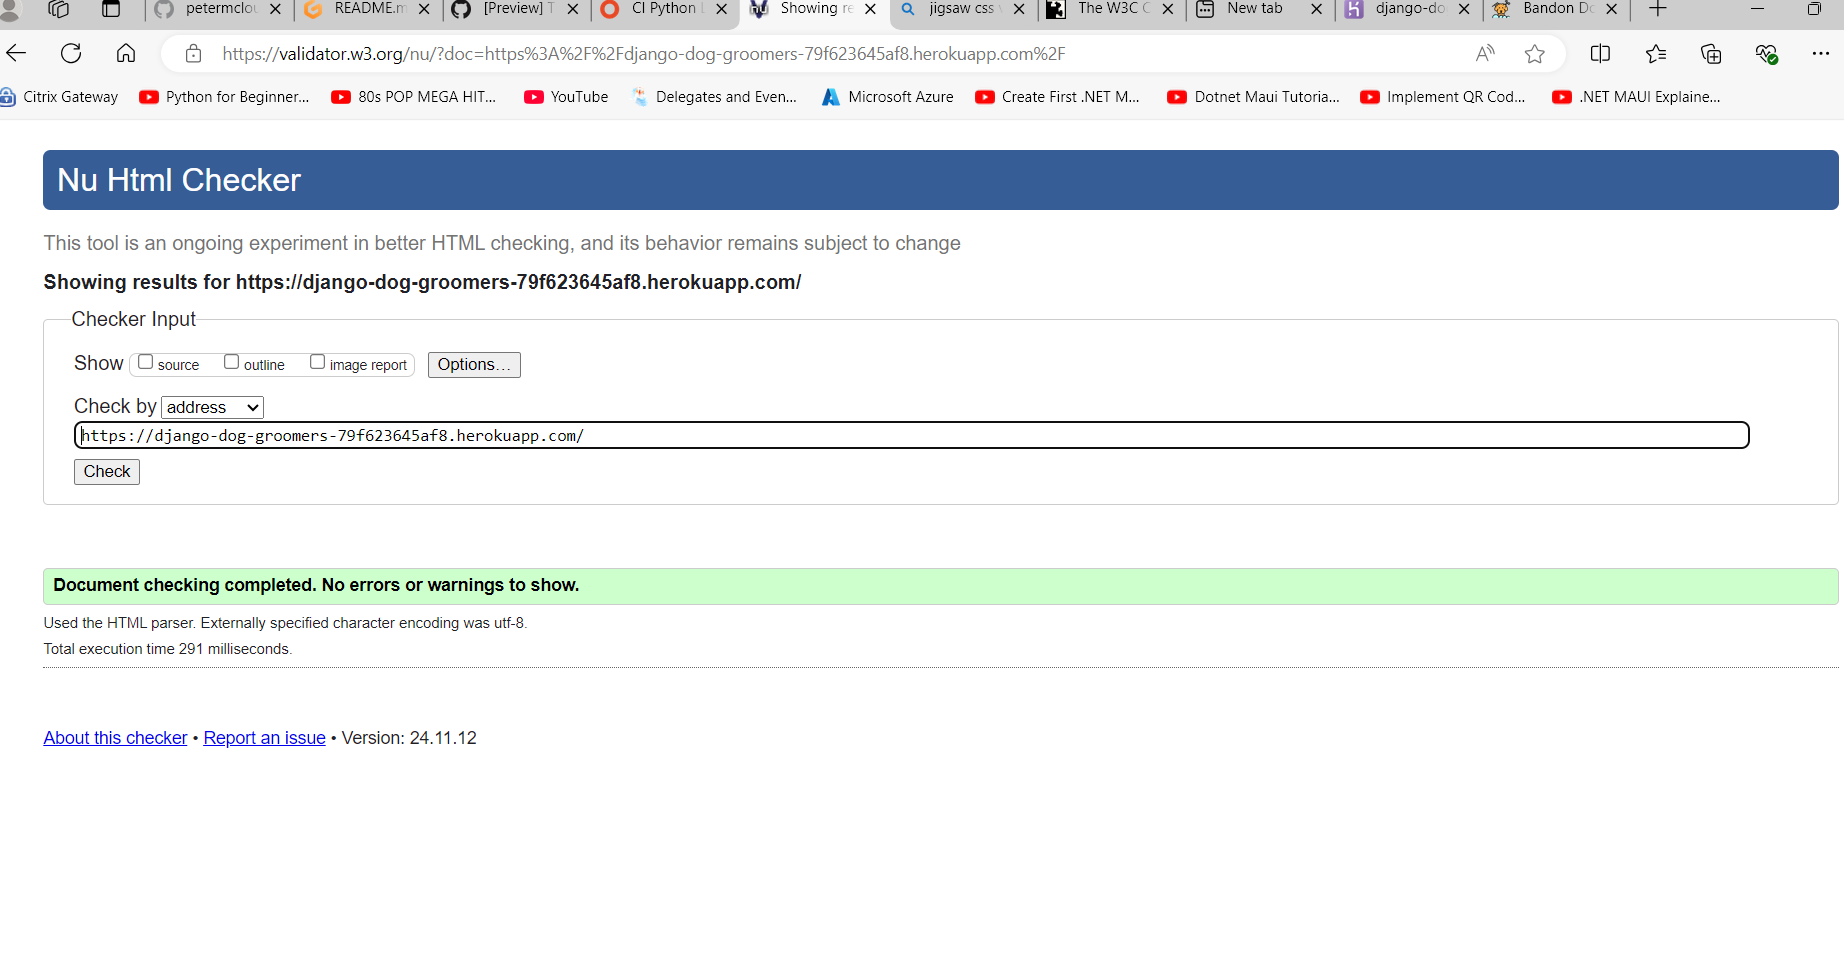 petermclou README.m [Preview] T CI Python L Showing re jigsaw css v The W3C C New tab django-do Bandon Do
https://validator.w3.org/nu/?doc=https%3A%2F%2Fdjango-dog-groomers-79f623645af8.herokuapp.com%2F
Citrix Gateway Python for Beginner... 80s POP MEGA HIT... YouTube Delegates and Even... Microsoft Azure Create First .NET M... Dotnet Maui Tutoria... Implement QR Cod... .NET MAUI Explaine...
Nu Html Checker
This tool is an ongoing experiment in better HTML checking, and its behavior remains subject to change
Showing results for https://django-dog-groomers-79f623645af8.herokuapp.com/
Checker Input
Show source outline image report Options...
Check by address
https://django-dog-groomers-79f623645af8.herokuapp.com/
Check
Document checking completed. No errors or warnings to show.
Used the HTML parser. Externally specified character encoding was utf-8.
Total execution time 291 milliseconds.
About this checker • Report an issue • Version: 24.11.12